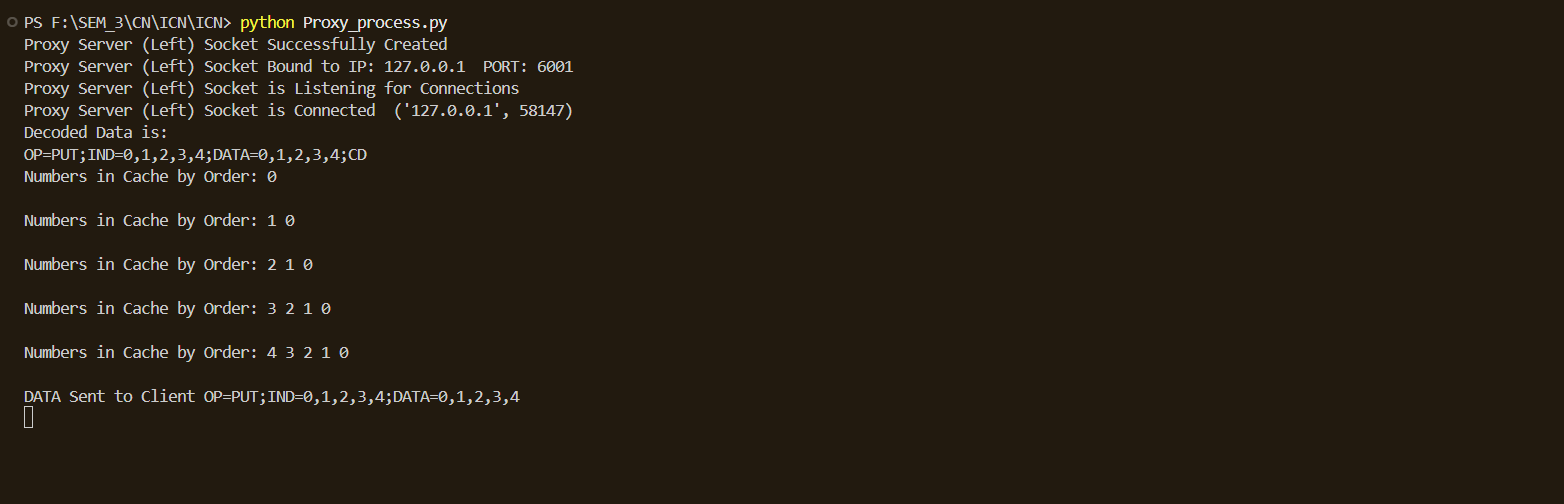 PS F:\SEM_3\CN\ICN\ICN> python Proxy_process.py
Proxy Server (Left) Socket Successfully Created
Proxy Server (Left) Socket Bound to IP: 127.0.0.1  PORT: 6001
Proxy Server (Left) Socket is Listening for Connections
Proxy Server (Left) Socket is Connected  ('127.0.0.1', 58147)
Decoded Data is:
OP=PUT;IND=0,1,2,3,4;DATA=0,1,2,3,4;CD
Numbers in Cache by Order: 0
Numbers in Cache by Order: 1 0
Numbers in Cache by Order: 2 1 0
Numbers in Cache by Order: 3 2 1 0
Numbers in Cache by Order: 4 3 2 1 0
DATA Sent to Client OP=PUT;IND=0,1,2,3,4;DATA=0,1,2,3,4